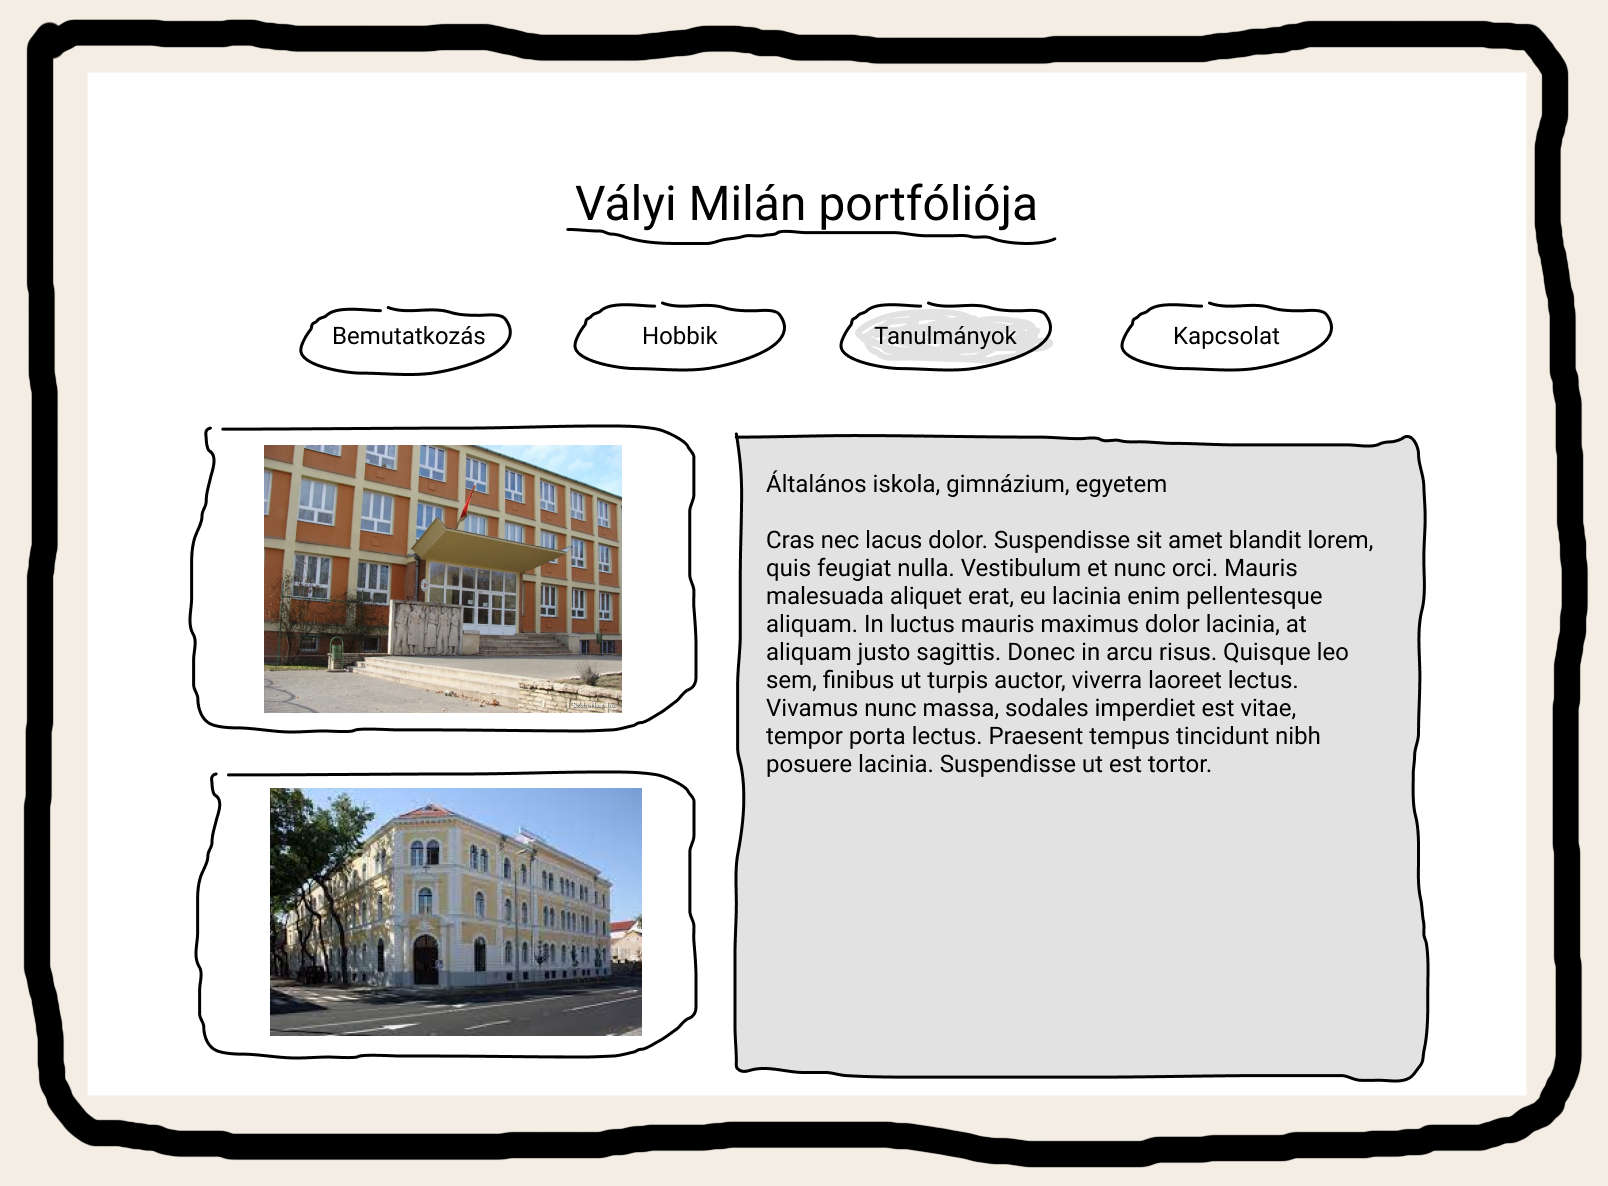 Vályi Milán portfóliója
Bemutatkozás
Hobbik
Tanulmányok
Kapcsolat
Általános iskola, gimnázium, egyetem
Cras nec lacus dolor. Suspendisse sit amet blandit lorem,
quis feugiat nulla. Vestibulum et nunc orci. Mauris
malesuada aliquet erat, eu lacinia enim pellentesque
aliquam. In luctus mauris maximus dolor lacinia, at
aliquam justo sagittis. Donec in arcu risus. Quisque leo
sem, finibus ut turpis auctor, viverra laoreet lectus.
Vivamus nunc massa, sodales imperdiet est vitae,
tempor porta lectus. Praesent tempus tincidunt nibh
posuere lacinia. Suspendisse ut est tortor.